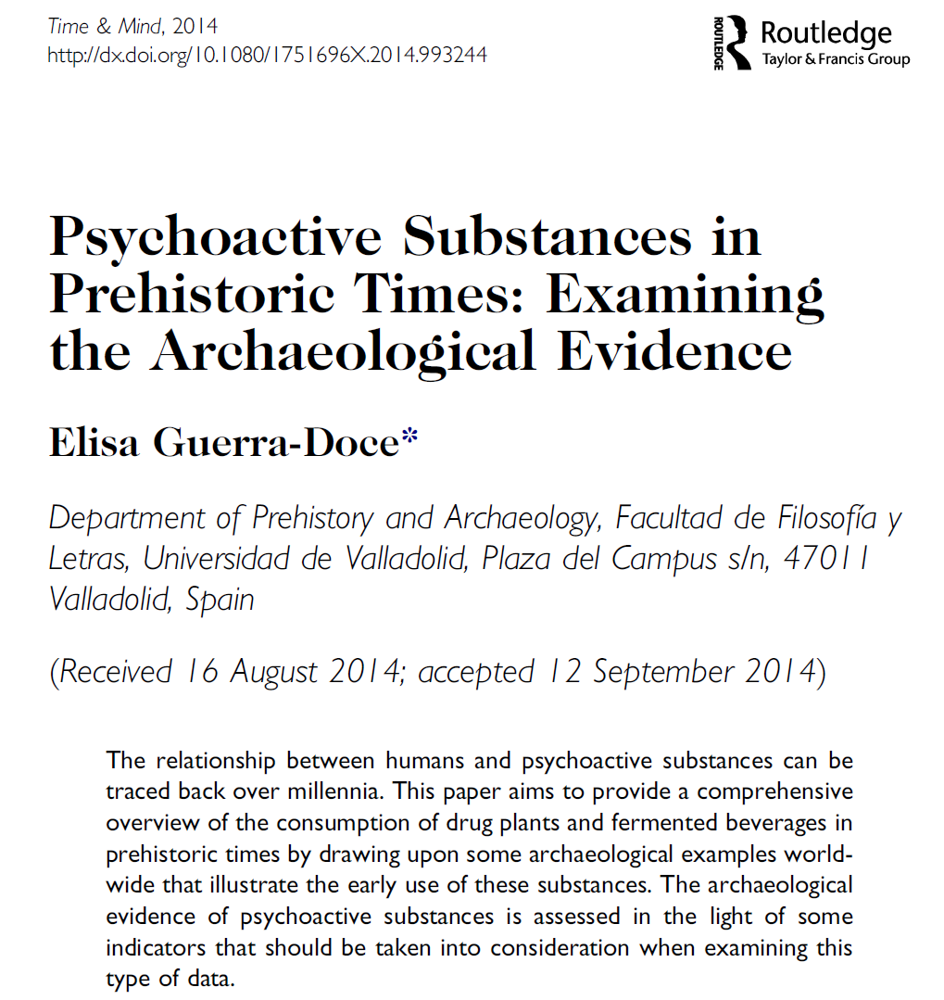 Time & Mind, 2014
http://dx.doi.org/10.1080/1751696X.2014.993244
ROUTLEDGE
Routledge
Taylor & Francis Group
Psychoactive Substances in
Prehistoric Times: Examining
the Archaeological Evidence
Elisa Guerra-Doce*
Department of Prehistory and Archaeology, Facultad de Filosofía y
Letras, Universidad de Valladolid, Plaza del Campus s/n, 47011
Valladolid, Spain
(Received 16 August 2014; accepted 12 September 2014)
The relationship between humans and psychoactive substances can be
traced back over millennia. This paper aims to provide a comprehensive
overview of the consumption of drug plants and fermented beverages in
prehistoric times by drawing upon some archaeological examples world-
wide that illustrate the early use of these substances. The archaeological
evidence of psychoactive substances is assessed in the light of some
indicators that should be taken into consideration when examining this
type of data.